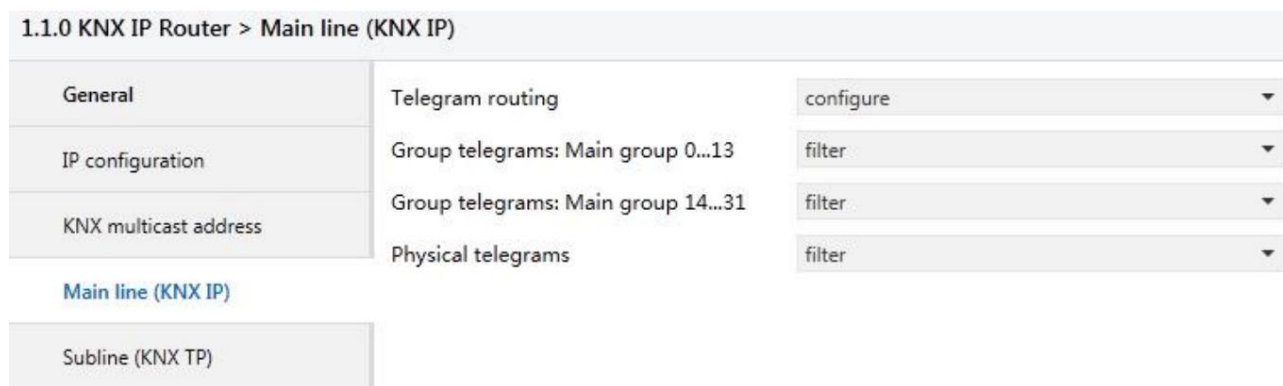 1.1.0 KNX IP Router > Main line (KNX IP)
General
IP configuration
KNX multicast address
Main line (KNX IP)
Subline (KNX TP)
Telegram routing configure
Group telegrams: Main group 0...13 filter
Group telegrams: Main group 14...31 filter
Physical telegrams filter